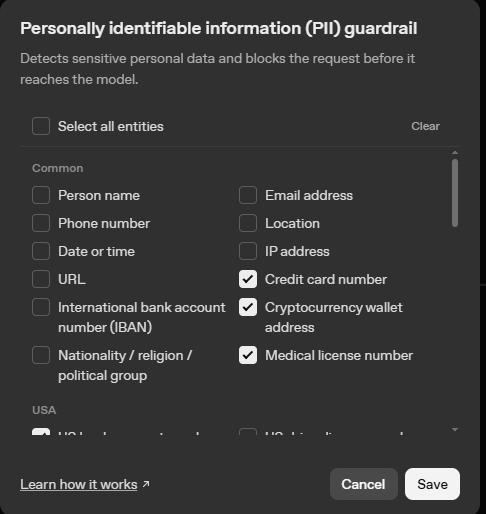 Personally identifiable information (PII) guardrail
Detects sensitive personal data and blocks the request before it
reaches the model.
Select all entities
Clear
Common
Person name
Email address
Phone number
Location
Date or time
IP address
URL
Credit card number
International bank account
number (IBAN)
Cryptocurrency wallet
address
Nationality / religion /
political group
Medical license number
USA
Learn how it works ↗
Cancel
Save